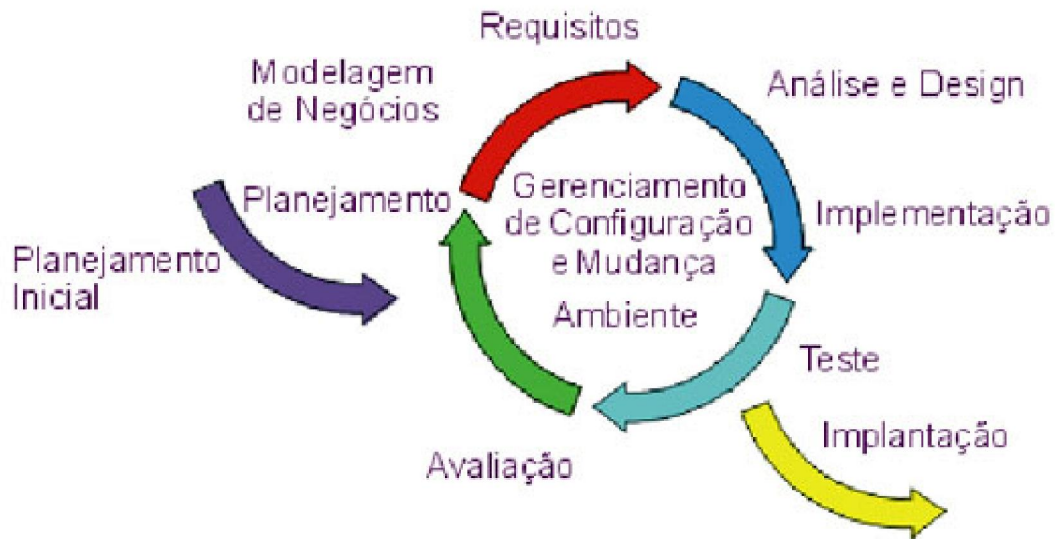 Requisitos
Modelagem
de Negócios
Análise e Design
Planejamento
Gerenciamento
de Configuração
e Mudança
Implementação
Planejamento
Inicial
Ambiente
Teste
Implantação
Avaliação